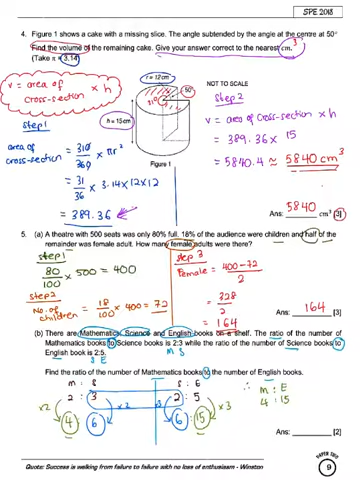 SPE 2018
4. Figure 1 shows a cake with a missing slice. The angle subtended by the angle at the centre at 50°
Find the volume of the remaining cake. Give your answer correct to the nearest cm³.
(Take π = 3.14)
r = 12cm
50°
310°
h = 15cm
Figure 1
NOT TO SCALE
V = area of cross-section × h
step 1
area of cross-section = 310/360 × πr²
= 31/36 × 3.14 × 12 × 12
= 389.36
step 2
V = area of cross-section × h
= 389.36 × 15
= 5840.4 ≈ 5840 cm³
Ans: 5840 cm³ [3]
5. (a) A theatre with 500 seats was only 80% full. 18% of the audience were children and half of the
remainder was female adult. How many female adults were there?
step 1
80/100 × 500 = 400
step 2
No. of children = 18/100 × 400 = 72
step 3
Female = 400-72/2
= 328/2
= 164
Ans: 164 [3]
(b) There are Mathematics, Science and English books on a shelf. The ratio of the number of
Mathematics books to Science books is 2:3 while the ratio of the number of Science books to
English book is 2:5.
M S
S E
Find the ratio of the number of Mathematics books to the number of English books.
M : S
2 : 3
×2
×2
4 : 6
S : E
2 : 5
×3
×3
6 : 15
∴ M : E
4 : 15
Ans: [2]
Quote: Success is walking from failure to failure with no loss of enthusiasm - Winston
PAPER TWO
9